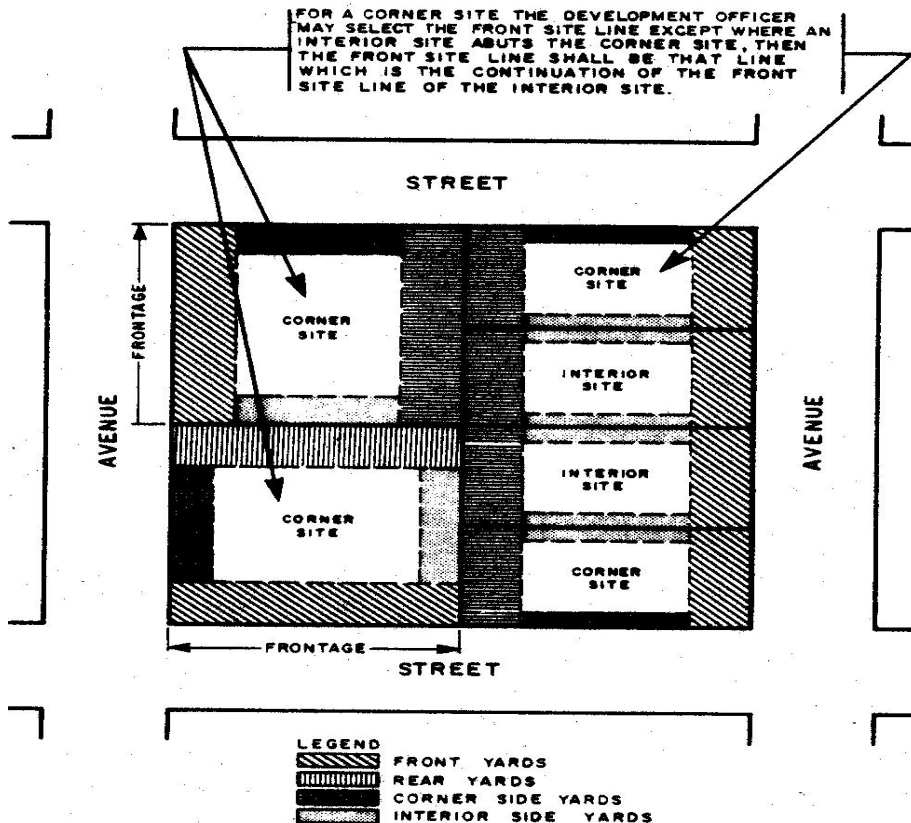 FOR A CORNER SITE THE DEVELOPMENT OFFICER
MAY SELECT THE FRONT SITE LINE EXCEPT WHERE AN
INTERIOR SITE ABUTS THE CORNER SITE, THEN
THE FRONT SITE LINE SHALL BE THAT LINE
WHICH IS THE CONTINUATION OF THE FRONT
SITE LINE OF THE INTERIOR SITE.
STREET
FRONTAGE
CORNER
SITE
CORNER
SITE
INTERIOR
SITE
AVENUE
AVENUE
INTERIOR
SITE
CORNER
SITE
CORNER
SITE
FRONTAGE
STREET
LEGEND
FRONT YARDS
REAR YARDS
CORNER SIDE YARDS
INTERIOR SIDE YARDS